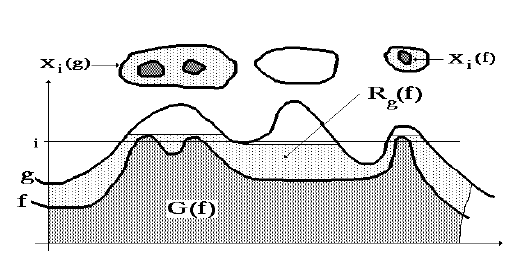 x_i(g)
x_i(f)
R_g(f)
i
g
f
G(f)